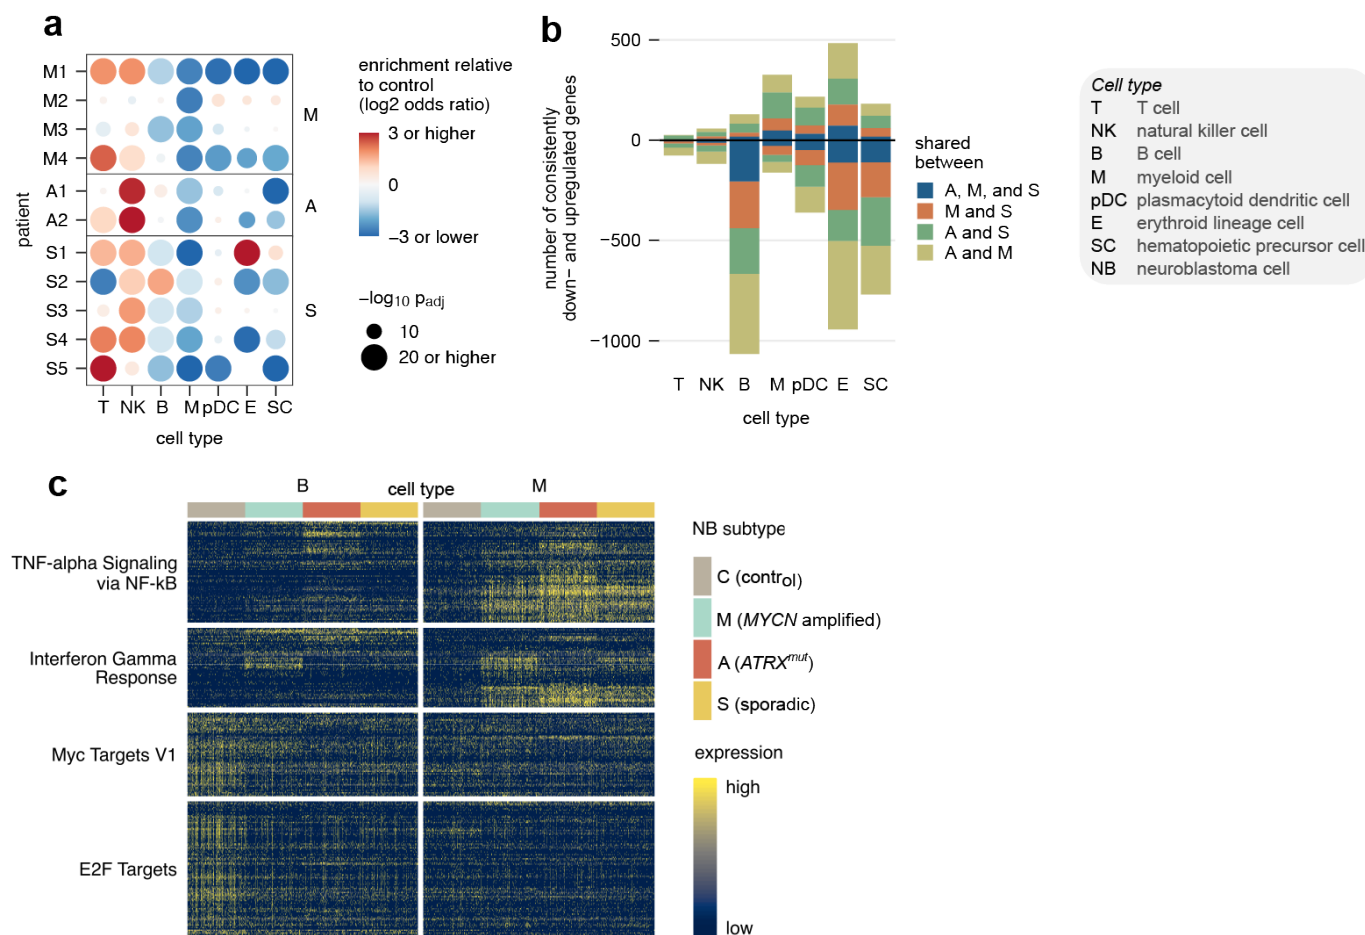 a
M1
M2
M3
M4
A1
A2
S1
S2
S3
S4
S5
patient
M
A
S
T NK B M pDC E SC
cell type
enrichment relative
to control
(log2 odds ratio)
3 or higher
0
−3 or lower
−log10 padj
10
20 or higher
b
500
0
−500
−1000
number of consistently
down− and upregulated genes
T NK B M pDC E SC
cell type
shared
between
A, M, and S
M and S
A and S
A and M
Cell type
T T cell
NK natural killer cell
B B cell
M myeloid cell
pDC plasmacytoid dendritic cell
E erythroid lineage cell
SC hematopoietic precursor cell
NB neuroblastoma cell
c
B cell type M
TNF-alpha Signaling
via NF-kB
Interferon Gamma
Response
Myc Targets V1
E2F Targets
NB subtype
C (control)
M (MYCN amplified)
A (ATRXmut)
S (sporadic)
expression
high
low